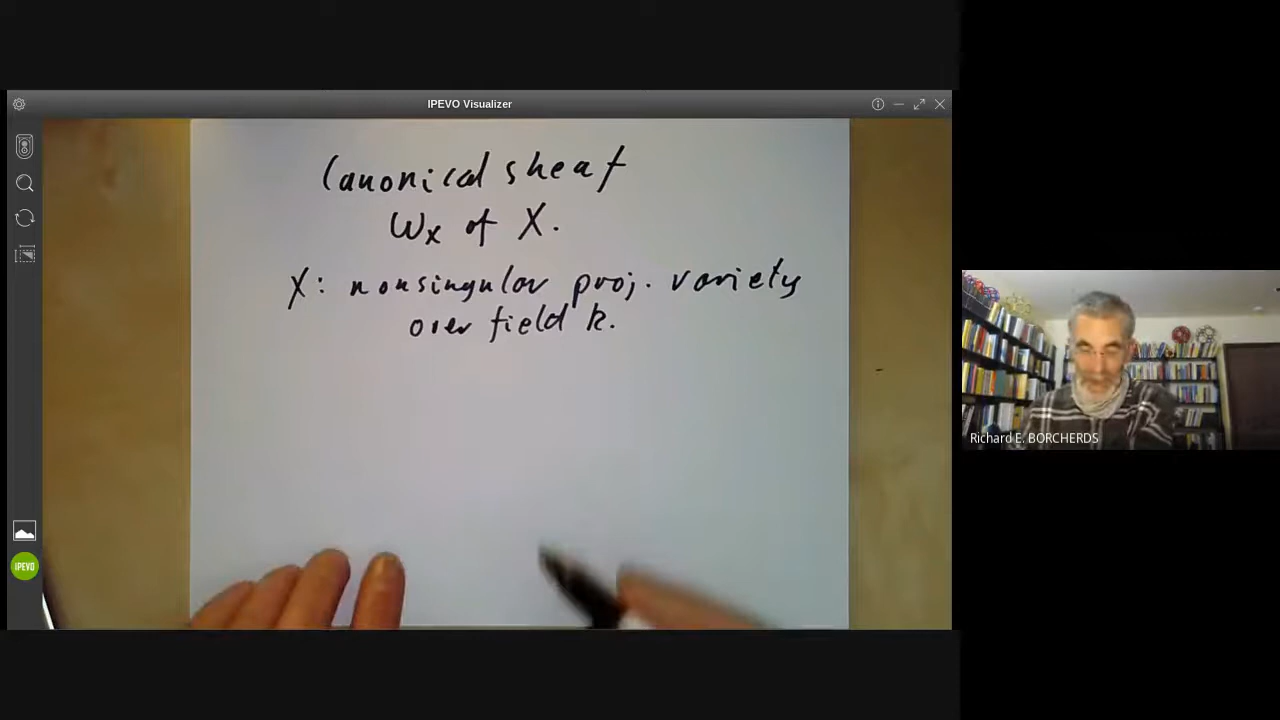 IPEVO Visualizer
Canonical sheaf
ωx of X.
X: nonsingular proj. variety
over field k.
Richard E. BORCHERDS
IPEVO